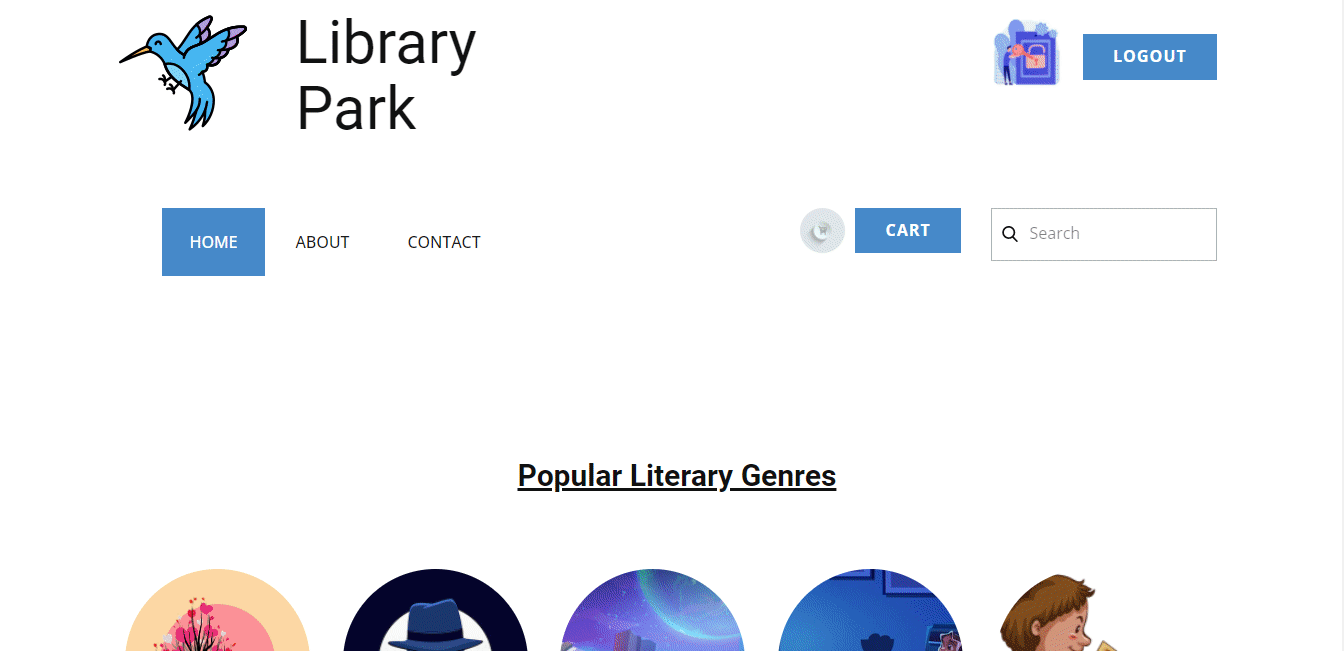 Library
Park
LOGOUT
HOME
ABOUT
CONTACT
CART
Search
Popular Literary Genres